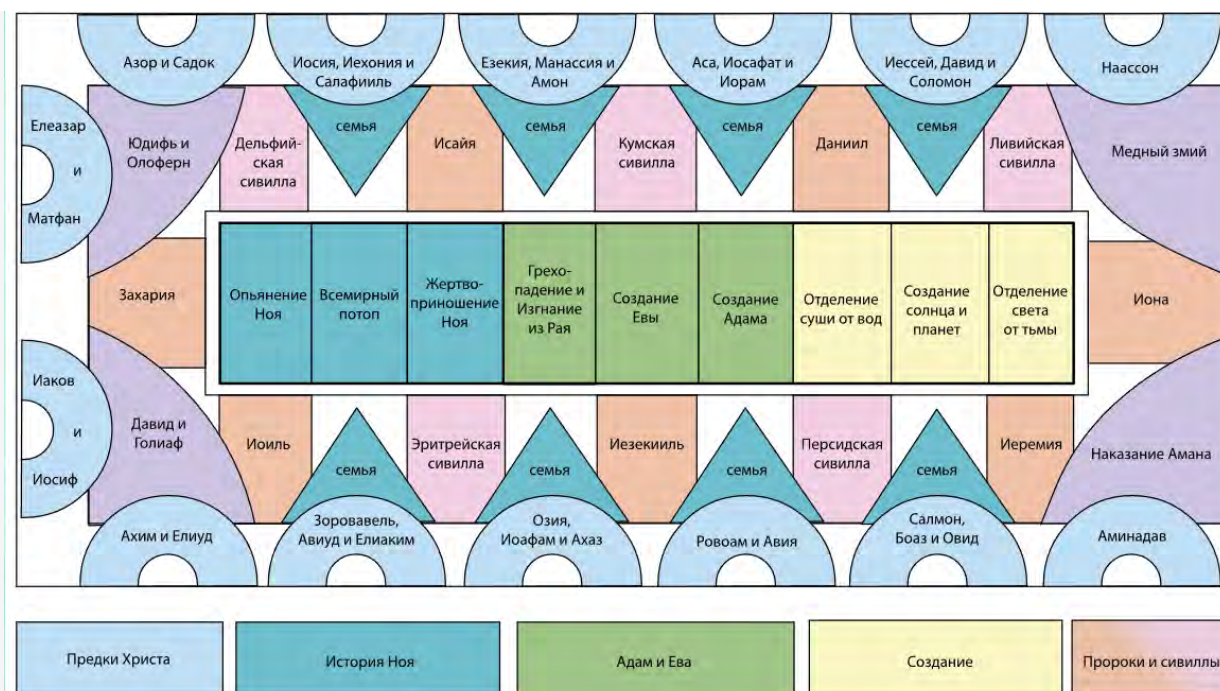 Азор и Садок
Иосия, Иехония и
Салафииль
Езекия, Манассия и
Амон
Аса, Иосафат и
Иорам
Иессей, Давид и
Соломон
Наассон
Елеазар
и
Матфан
Юдифь и
Олоферн
Дельфий-
ская
сивилла
семья
Исайя
семья
Кумская
сивилла
семья
Даниил
семья
Ливийская
сивилла
Медный змий
Захария
Опьянение
Ноя
Всемирный
потоп
Жертво-
приношение
Ноя
Грехо-
падение и
Изгнание
из Рая
Создание
Евы
Создание
Адама
Отделение
суши от вод
Создание
солнца и
планет
Отделение
света
от тьмы
Иона
Иаков
и
Иосиф
Давид и
Голиаф
Иоиль
семья
Эритрейская
сивилла
семья
Иезекииль
семья
Персидская
сивилла
семья
Иеремия
Наказание Амана
Ахим и Елиуд
Зоровавель,
Авиуд и Елиаким
Озия,
Иоафам и Ахаз
Ровоам и Авия
Салмон,
Боаз и Овид
Аминадав
Предки Христа
История Ноя
Адам и Ева
Создание
Пророки и сивиллы